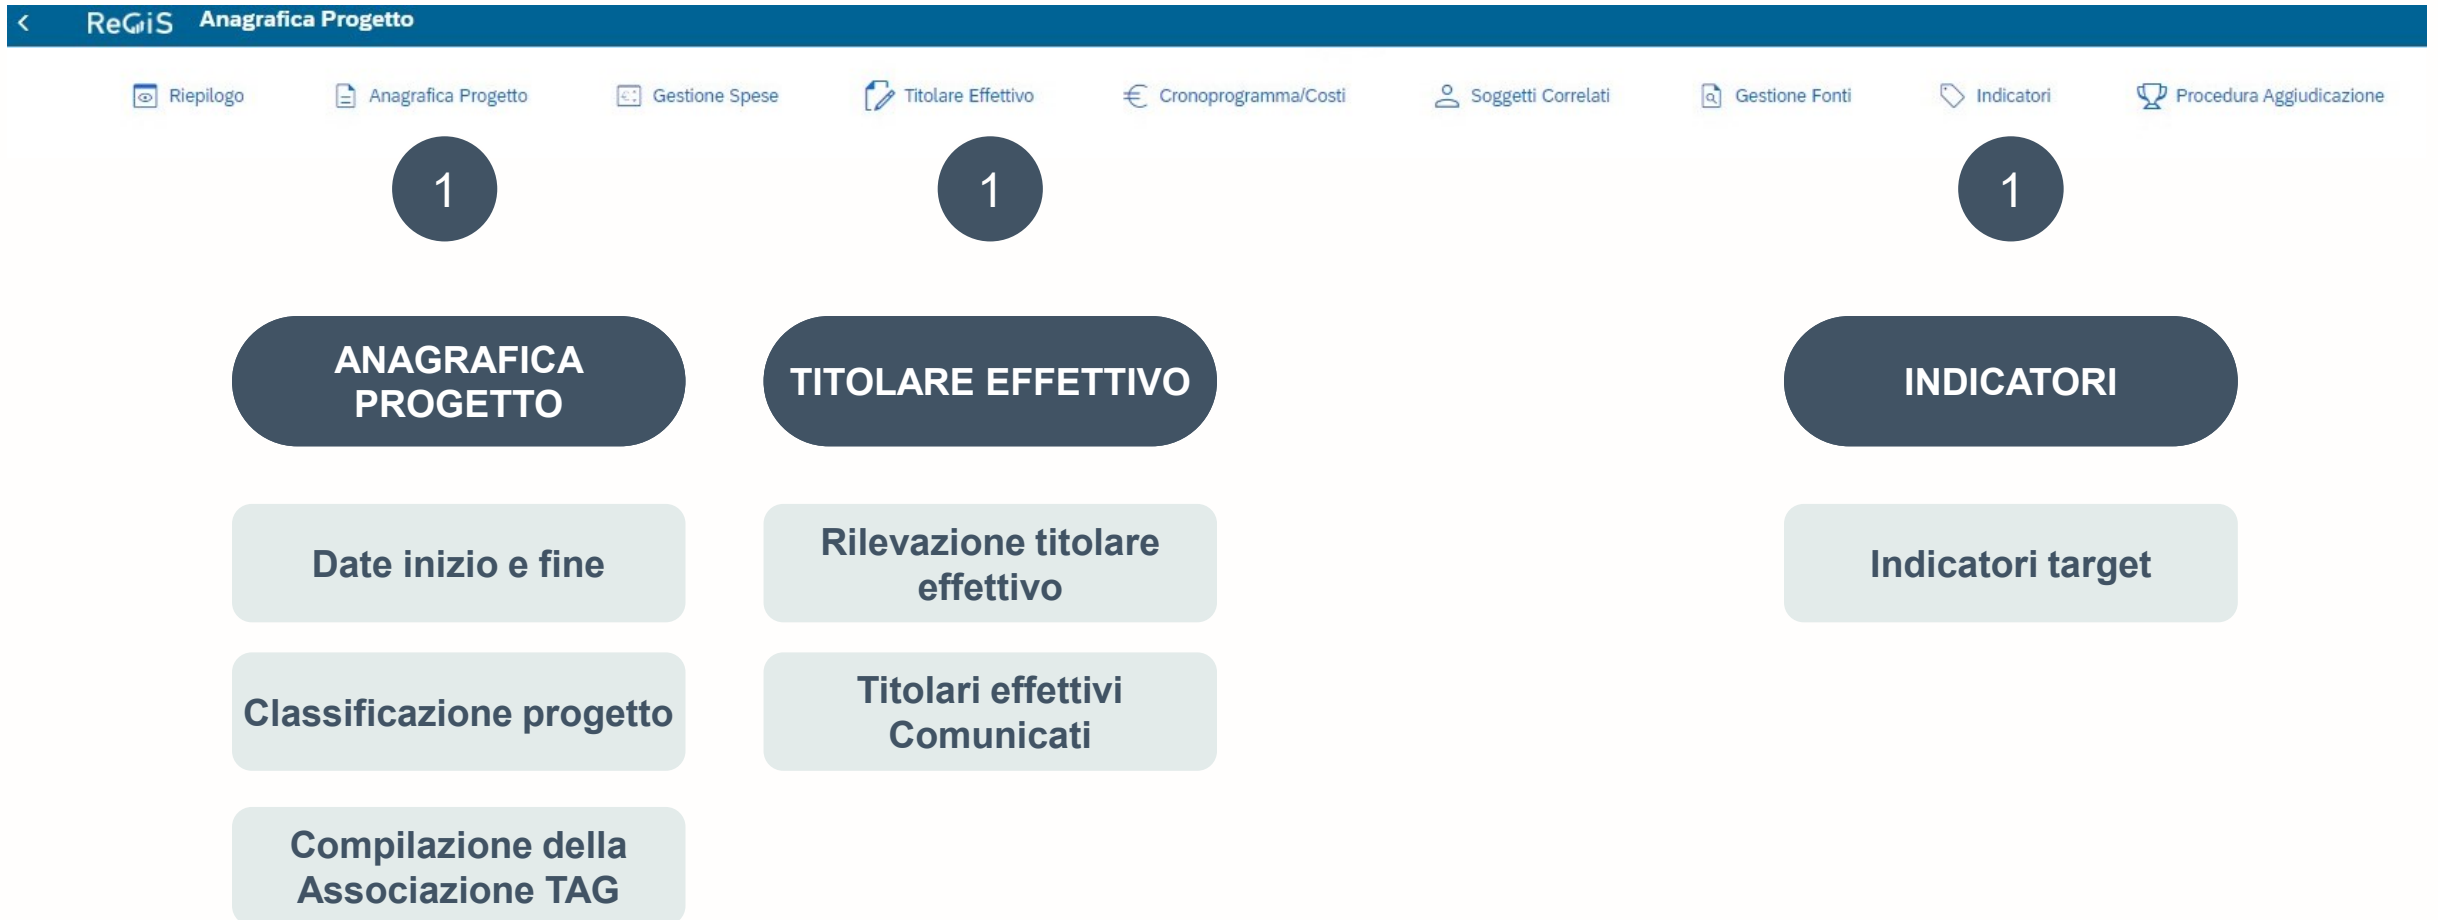 ReGiS Anagrafica Progetto
Riepilogo Anagrafica Progetto Gestione Spese Titolare Effettivo Cronoprogramma/Costi Soggetti Correlati Gestione Fonti Indicatori Procedura Aggiudicazione
1 1 1
ANAGRAFICA
PROGETTO
TITOLARE EFFETTIVO
INDICATORI
Date inizio e fine
Rilevazione titolare
effettivo
Indicatori target
Classificazione progetto
Titolari effettivi
Comunicati
Compilazione della
Associazione TAG